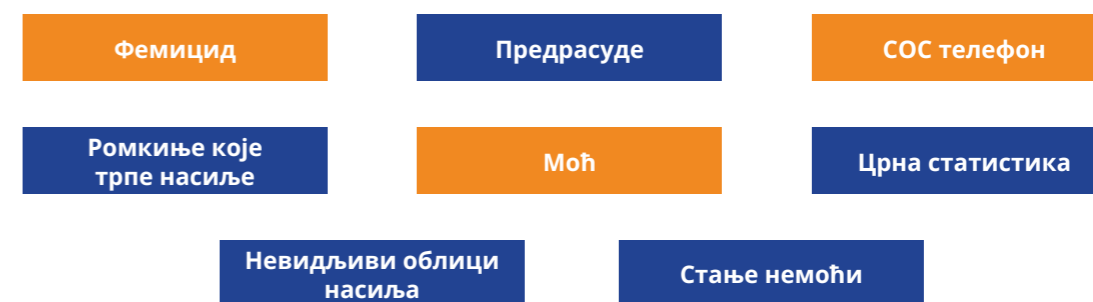 Фемицид
Предрасуде
СОС телефон
Ромкиње које
трпе насиље
Моћ
Црна статистика
Невидљиви облици
насиља
Стање немоћи